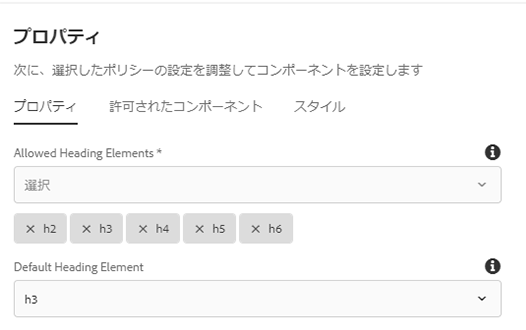 プロパティ
次に、選択したポリシーの設定を調整してコンポーネントを設定します
プロパティ 許可されたコンポーネント スタイル
Allowed Heading Elements *
選択
× h2 × h3 × h4 × h5 × h6
Default Heading Element
h3